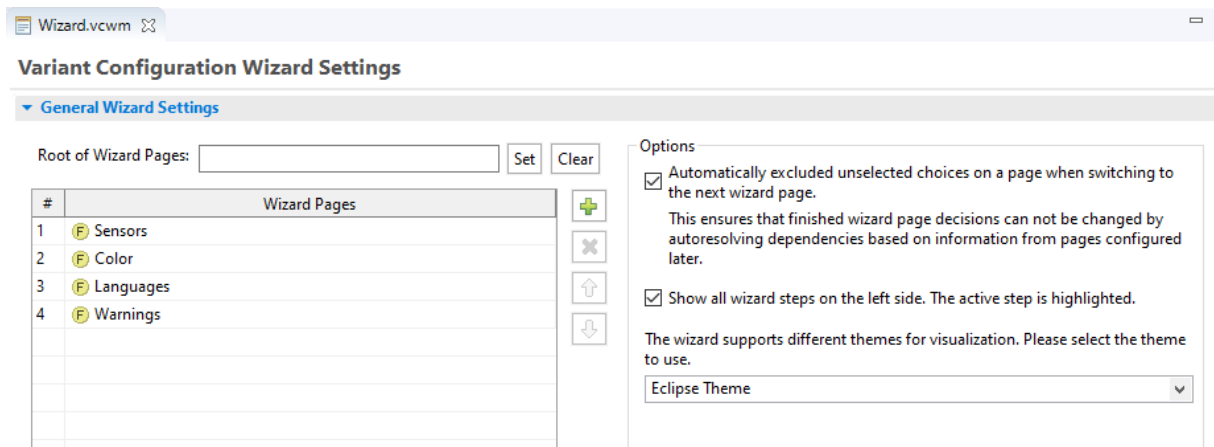 Wizard.vcwm
Variant Configuration Wizard Settings
General Wizard Settings
Root of Wizard Pages:
Set
Clear
# Wizard Pages
1 F Sensors
2 F Color
3 F Languages
4 F Warnings
Options
Automatically excluded unselected choices on a page when switching to
the next wizard page.
This ensures that finished wizard page decisions can not be changed by
autoresolving dependencies based on information from pages configured
later.
Show all wizard steps on the left side. The active step is highlighted.
The wizard supports different themes for visualization. Please select the theme
to use.
Eclipse Theme